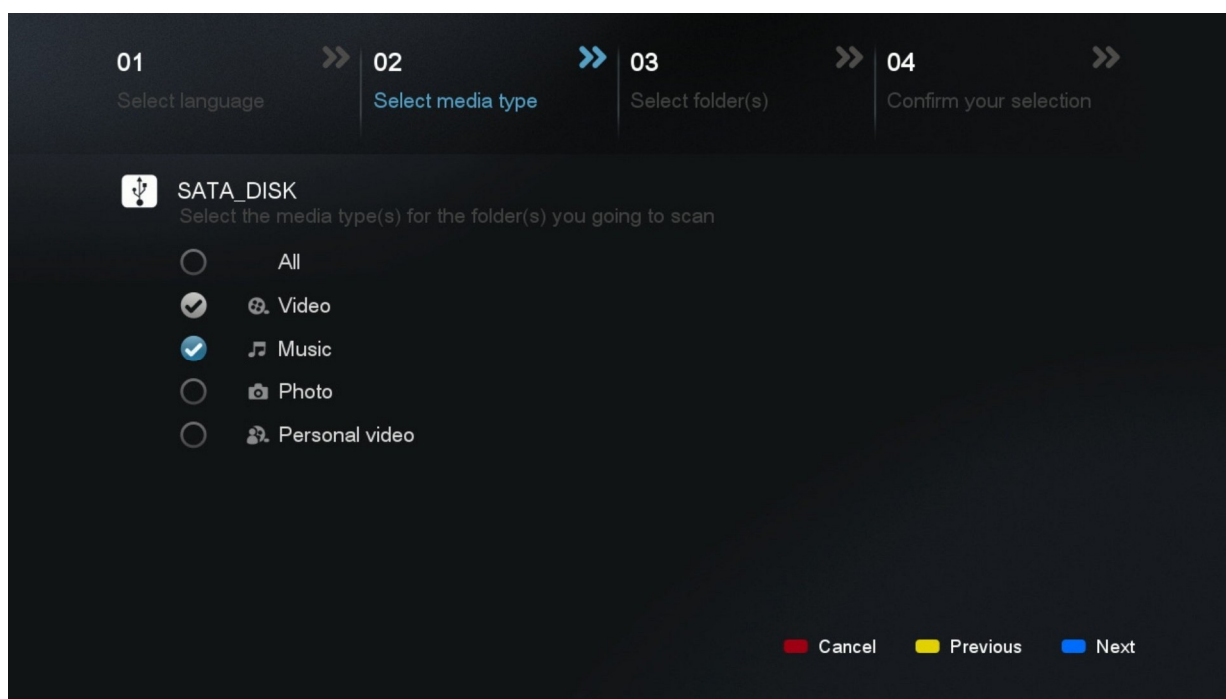 01
Select language
02
Select media type
03
Select folder(s)
04
Confirm your selection
SATA_DISK
Select the media type(s) for the folder(s) you going to scan
All
Video
Music
Photo
Personal video
Cancel Previous Next